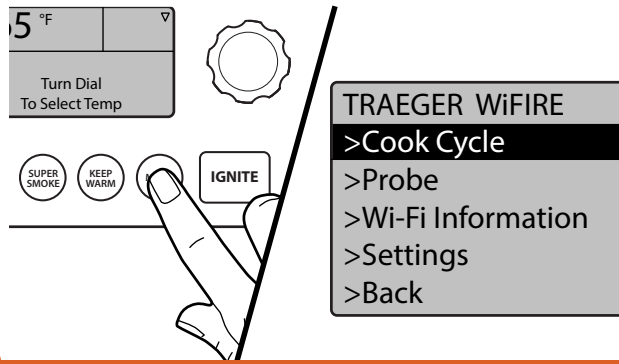 5 °F
Turn Dial
To Select Temp
SUPER
SMOKE
KEEP
WARM
IGNITE
TRAEGER WiFIRE
>Cook Cycle
>Probe
>Wi-Fi Information
>Settings
>Back